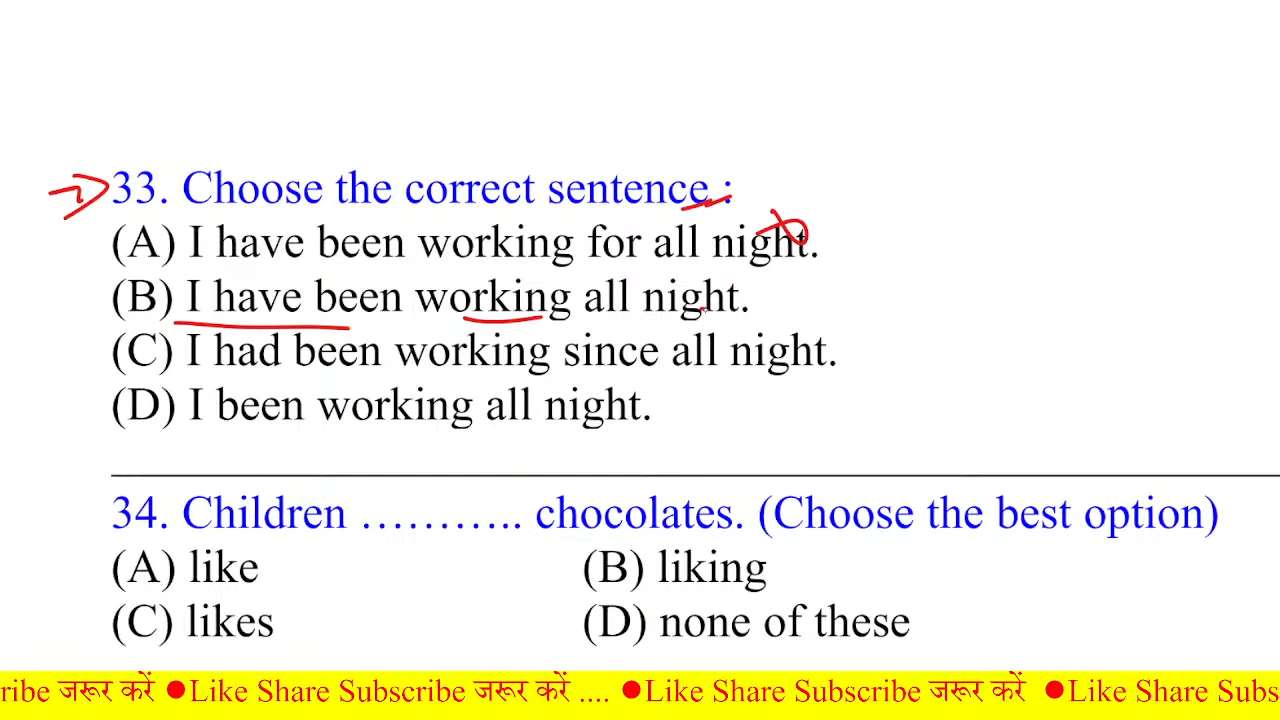 33. Choose the correct sentence :
(A) I have been working for all night.
(B) I have been working all night.
(C) I had been working since all night.
(D) I been working all night.
34. Children ……….. chocolates. (Choose the best option)
(A) like (B) liking
(C) likes (D) none of these
ribe जरूर करें ●Like Share Subscribe जरूर करें .... ●Like Share Subscribe जरूर करें ●Like Share Subs